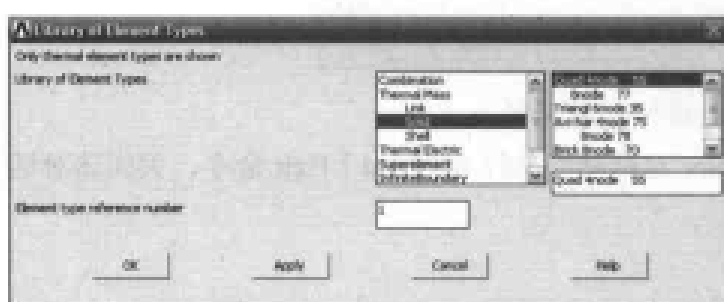 Library of Element Types
Only thermal element types are shown
Library of Element Types
Combination
Thermal Mass
Link
Solid
Shell
Thermal Electric
Superelement
InfiniteBoundary
Quad 4node 55
8node 77
Triangl 6node 35
Axi-har 4node 75
8node 78
Brick 8node 70
Quad 4node 55
Element type reference number
1
OK
Apply
Cancel
Help